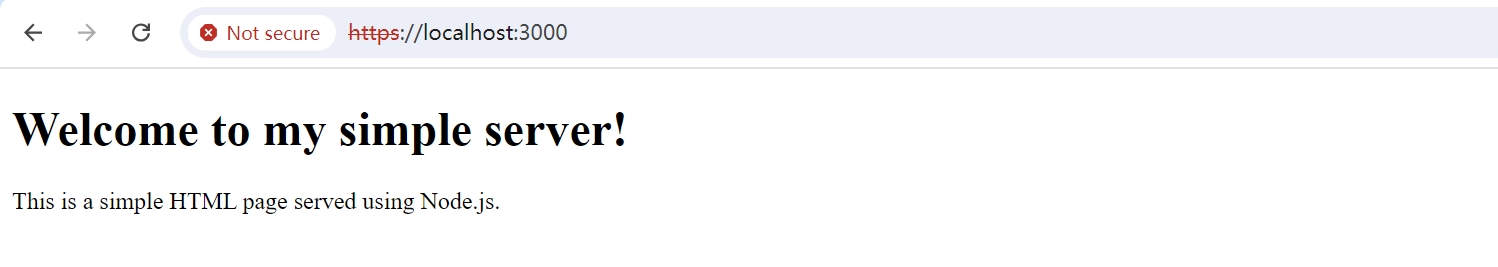 Not secure https://localhost:3000
Welcome to my simple server!
This is a simple HTML page served using Node.js.